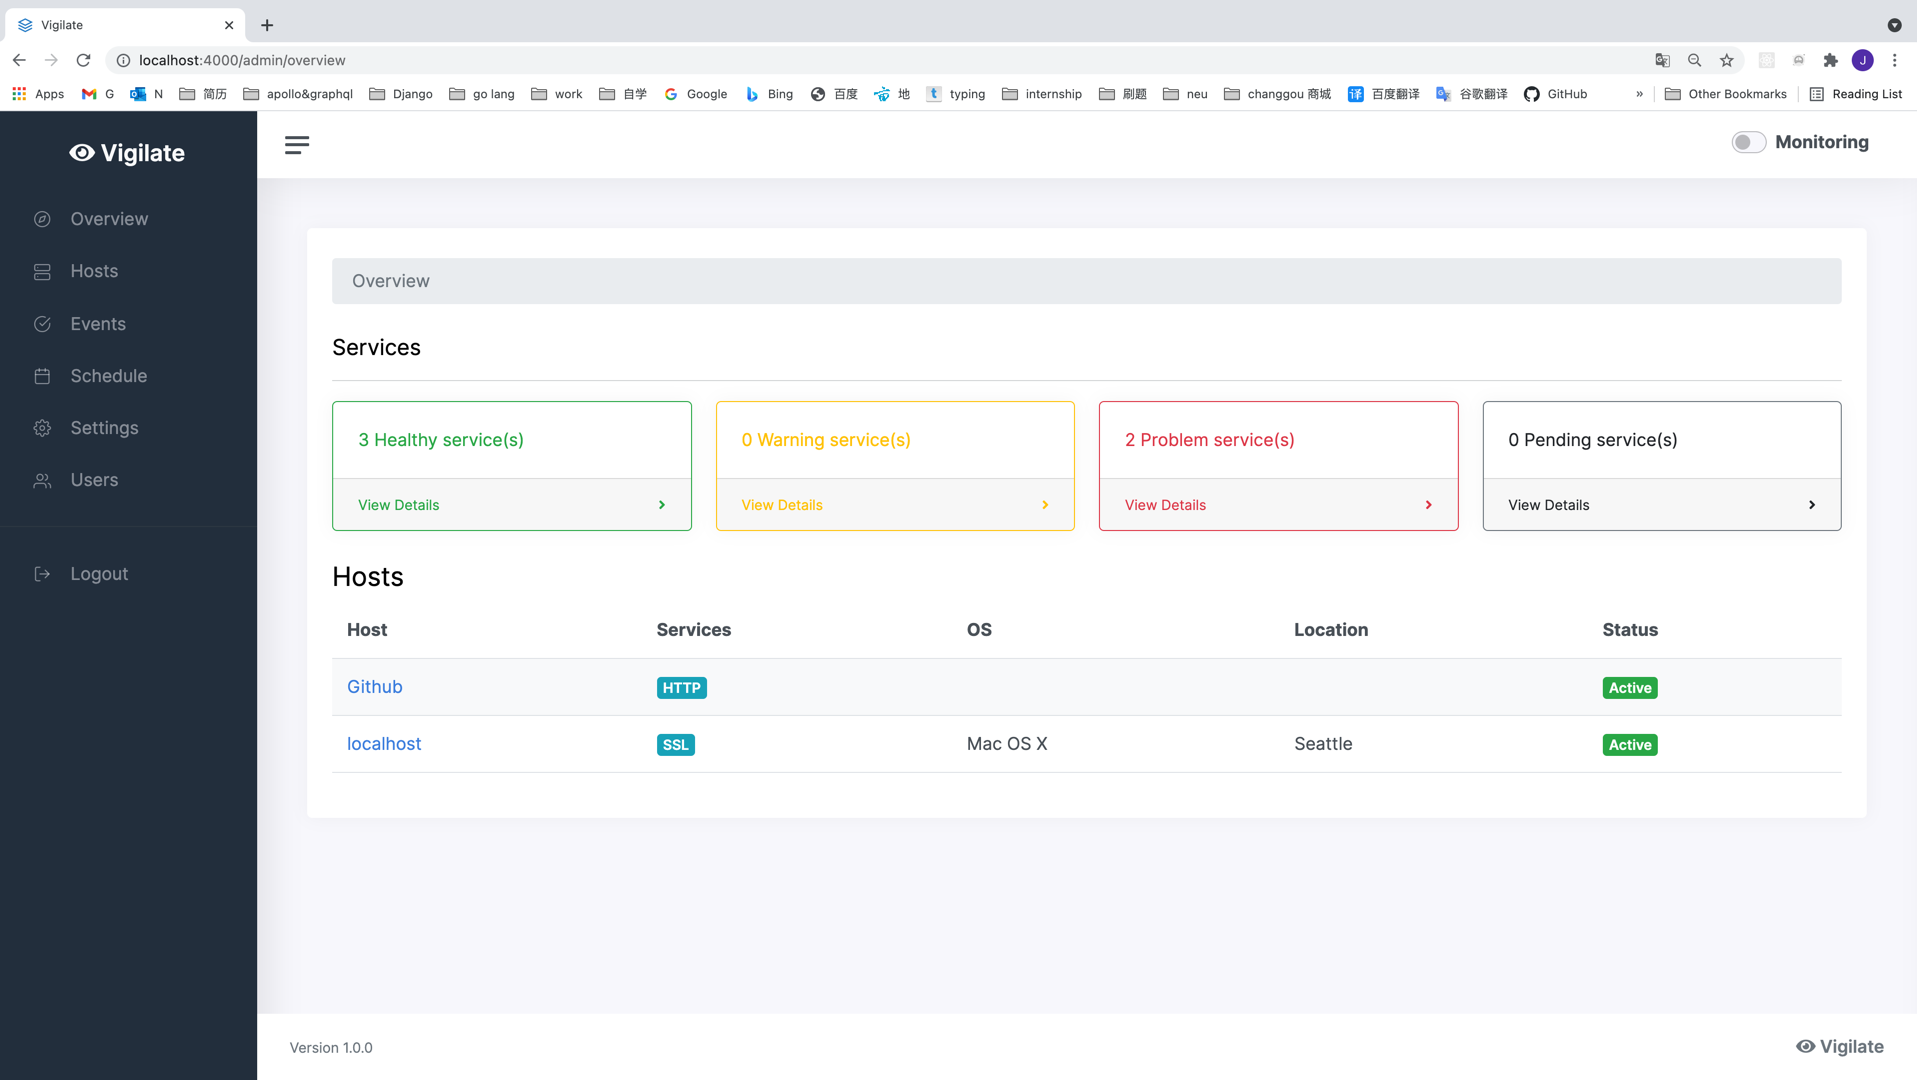 Vigilate
localhost:4000/admin/overview
J
Apps G N 简历 apollo&graphql Django go lang work 自学 Google Bing 百度 地 typing internship 刷题 neu changgou 商城 百度翻译 谷歌翻译 GitHub » Other Bookmarks Reading List
Vigilate
Monitoring
Overview
Hosts
Events
Schedule
Settings
Users
Logout
Overview
Services
3 Healthy service(s)
View Details
0 Warning service(s)
View Details
2 Problem service(s)
View Details
0 Pending service(s)
View Details
Hosts
Host Services OS Location Status
Github HTTP Active
localhost SSL Mac OS X Seattle Active
Version 1.0.0
Vigilate